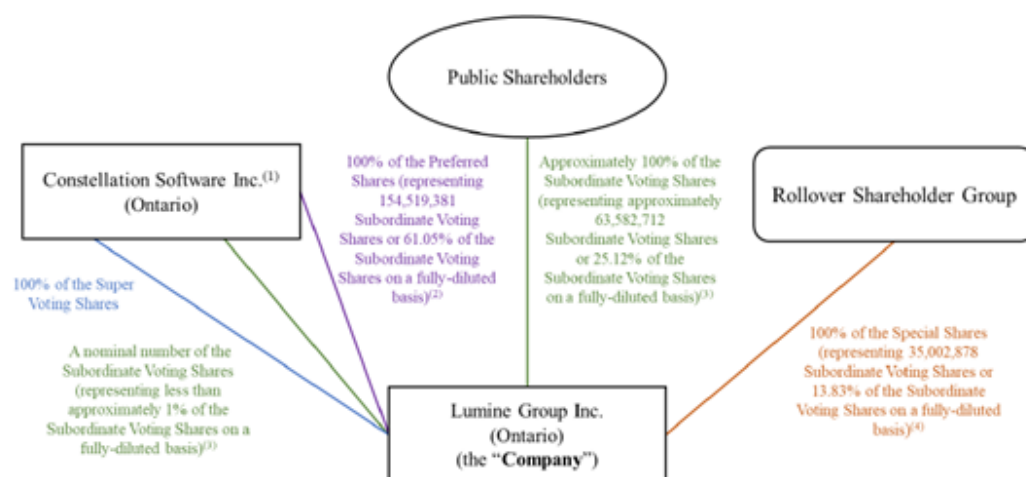 Public Shareholders
Constellation Software Inc.(1)
(Ontario)
100% of the Preferred
Shares (representing
154,519,381
Subordinate Voting
Shares or 61.05% of the
Subordinate Voting
Shares on a fully-diluted
basis)(2)
Approximately 100% of the
Subordinate Voting Shares
(representing approximately
63,582,712
Subordinate Voting Shares
or 25.12% of the
Subordinate Voting Shares
on a fully-diluted basis)(3)
Rollover Shareholder Group
100% of the Super
Voting Shares
A nominal number of the
Subordinate Voting Shares
(representing less than
approximately 1% of the
Subordinate Voting Shares on a
fully-diluted basis)(3)
Lumine Group Inc.
(Ontario)
(the “Company”)
100% of the Special Shares
(representing 35,002,878
Subordinate Voting Shares or
13.83% of the Subordinate
Voting Shares on a fully-diluted
basis)(4)